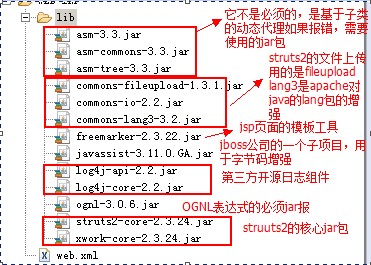 lib
asm-3.3.jar
asm-commons-3.3.jar
asm-tree-3.3.jar
commons-fileupload-1.3.1.jar
commons-io-2.2.jar
commons-lang3-3.2.jar
freemarker-2.3.22.jar
javassist-3.11.0.GA.jar
log4j-api-2.2.jar
log4j-core-2.2.jar
ognl-3.0.6.jar
struts2-core-2.3.24.jar
xwork-core-2.3.24.jar
web.xml
它不是必须的，是基于子类
的动态代理如果报错，需要
使用的jar包
struts2的文件上传
用的是fileupload
lang3是apache对
java的lang包的增强
jsp页面的模板工具
jboss公司的一个子项目，用
于字节码增强
第三方开源日志组件
OGNL表达式的必须jar报
struuts2的核心jar包